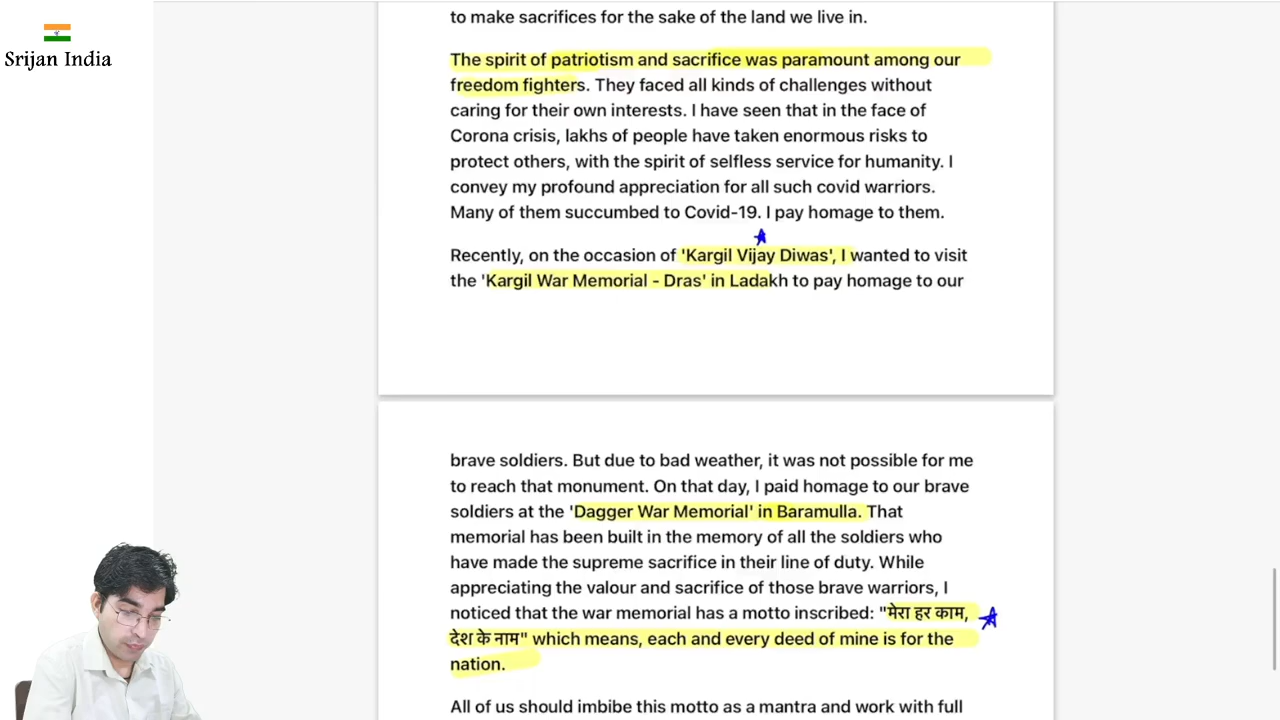 Srijan India
to make sacrifices for the sake of the land we live in.
The spirit of patriotism and sacrifice was paramount among our
freedom fighters. They faced all kinds of challenges without
caring for their own interests. I have seen that in the face of
Corona crisis, lakhs of people have taken enormous risks to
protect others, with the spirit of selfless service for humanity. I
convey my profound appreciation for all such covid warriors.
Many of them succumbed to Covid-19. I pay homage to them.
Recently, on the occasion of 'Kargil Vijay Diwas', I wanted to visit
the 'Kargil War Memorial - Dras' in Ladakh to pay homage to our
brave soldiers. But due to bad weather, it was not possible for me
to reach that monument. On that day, I paid homage to our brave
soldiers at the 'Dagger War Memorial' in Baramulla. That
memorial has been built in the memory of all the soldiers who
have made the supreme sacrifice in their line of duty. While
appreciating the valour and sacrifice of those brave warriors, I
noticed that the war memorial has a motto inscribed: "मेरा हर काम,
देश के नाम" which means, each and every deed of mine is for the
nation.
All of us should imbibe this motto as a mantra and work with full